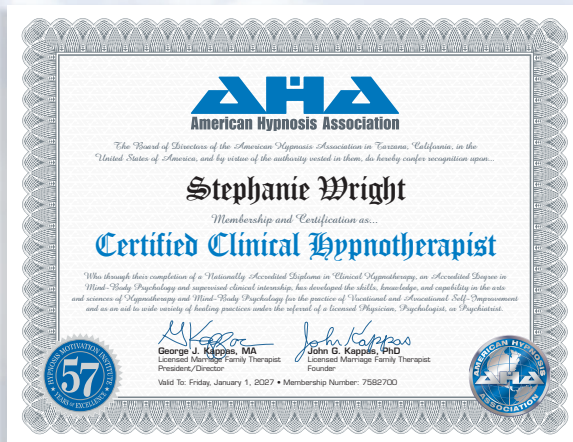 AHA
American Hypnosis Association
The Board of Directors of the American Hypnosis Association in Tarzana, California, in the
United States of America, and by virtue of the authority vested in them, do hereby confer recognition upon...
Stephanie Wright
Membership and Certification as...
Certified Clinical Hypnotherapist
Who through their completion of a Nationally Accredited Diploma in Clinical Hypnotherapy, an Accredited Degree in
Mind-Body Psychology and supervised clinical internship, has developed the skills, knowledge, and capability in the arts
and sciences of Hypnotherapy and Mind-Body Psychology for the practice of Vocational and Avocational Self-Improvement
and as an aid to wide variety of healing practices under the referral of a licensed Physician, Psychologist, or Psychiatrist.
John Kappas
George J. Kappas, MA
Licensed Marriage Family Therapist
President/Director
John G. Kappas, PhD
Licensed Marriage Family Therapist
Founder
Valid To: Friday, January 1, 2027 • Membership Number: 7582700
HYPNOSIS MOTIVATION INSTITUTE
57
YEARS OF EXCELLENCE
AMERICAN HYPNOSIS
AHA
ASSOCIATION